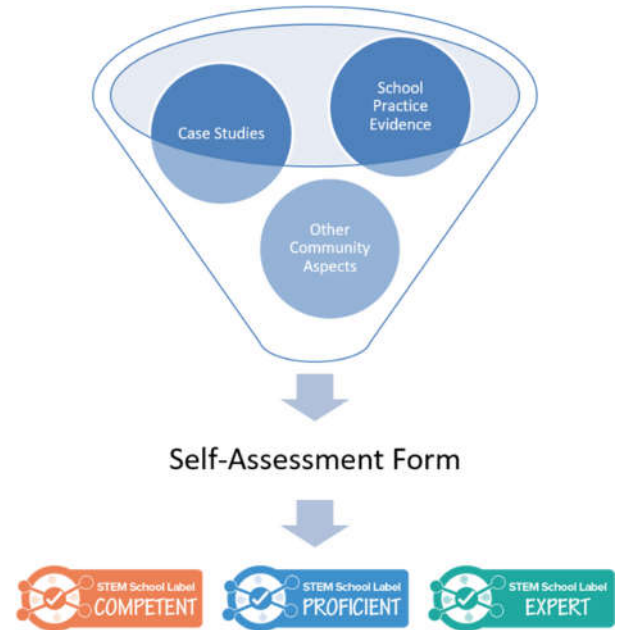 School
Practice
Evidence
Case Studies
Other
Community
Aspects
Self-Assessment Form
STEM School Label
COMPETENT
STEM School Label
PROFICIENT
STEM School Label
EXPERT